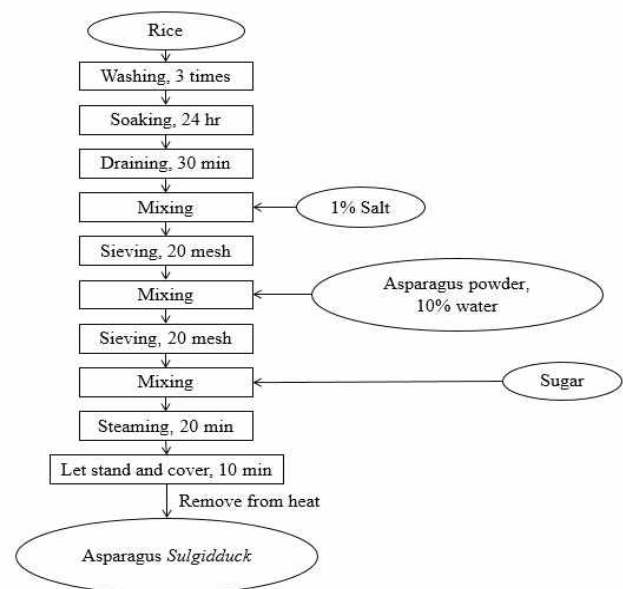 Rice
Washing, 3 times
Soaking, 24 hr
Draining, 30 min
Mixing
1% Salt
Sieving, 20 mesh
Mixing
Asparagus powder,
10% water
Sieving, 20 mesh
Mixing
Sugar
Steaming, 20 min
Let stand and cover, 10 min
Remove from heat
Asparagus Sulgidduck